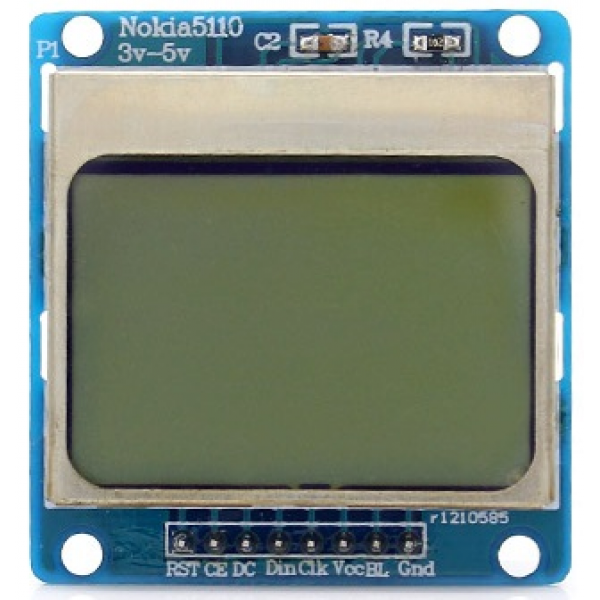 P1
Nokia5110
3v-5v
C2
R4
r1210585
RST CE DC Din Clk Vcc BL Gnd